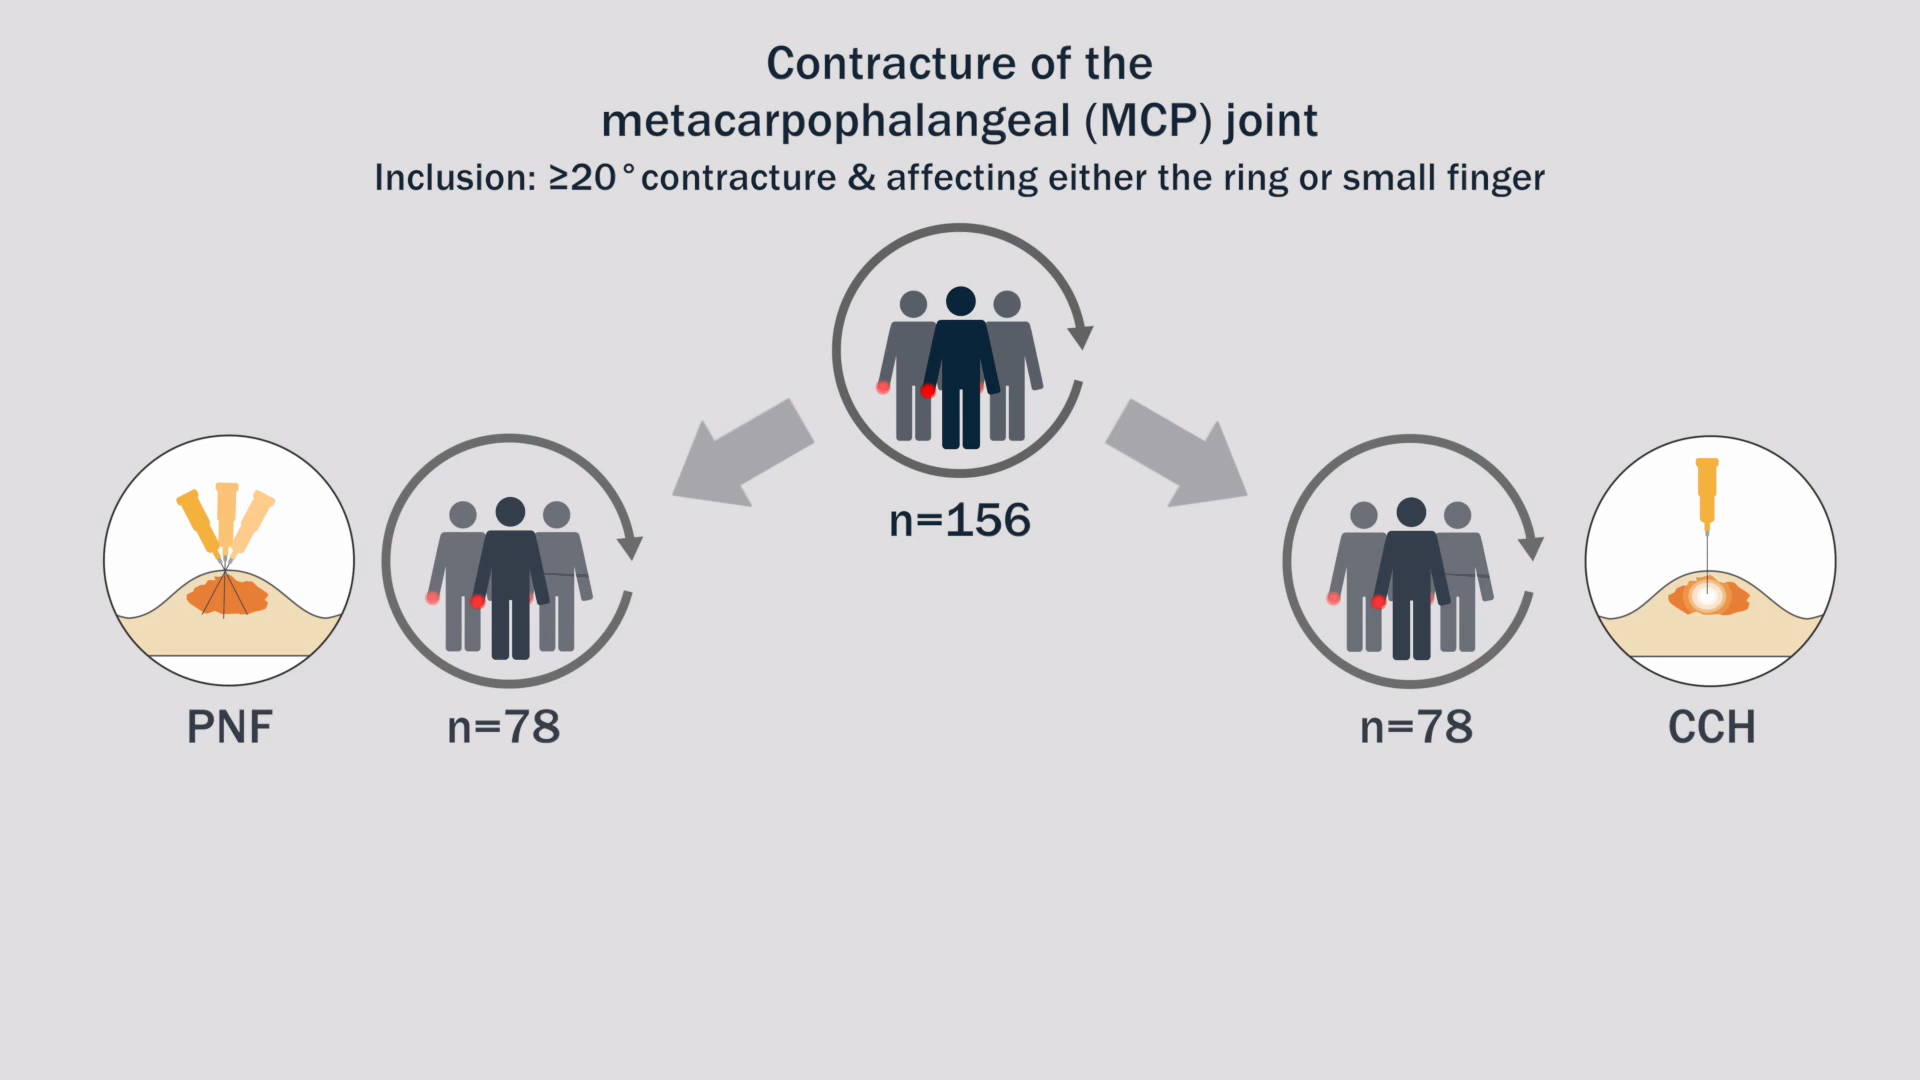 Contracture of the
metacarpophalangeal (MCP) joint
Inclusion: ≥20°contracture & affecting either the ring or small finger
n=156
PNF
n=78
n=78
CCH